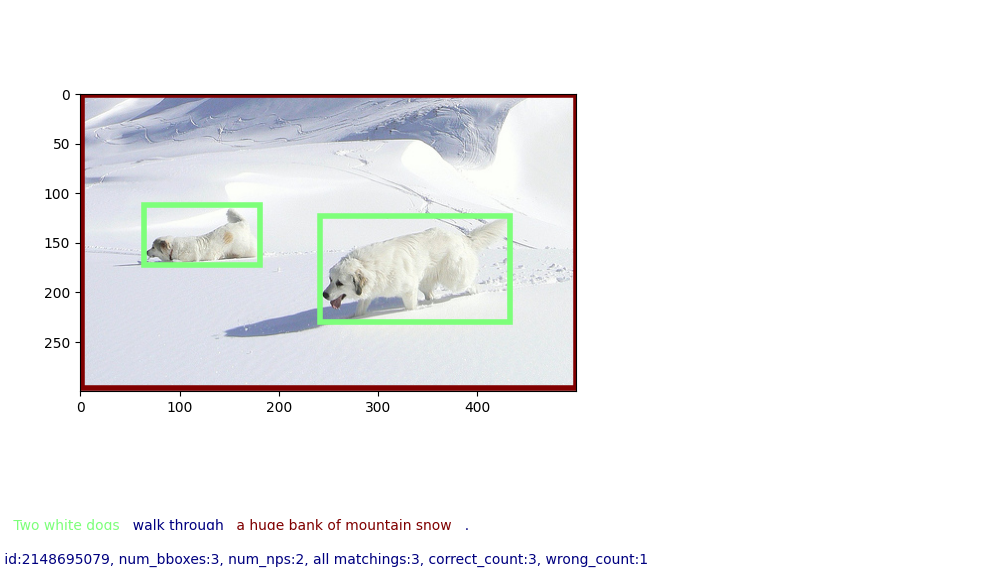 0
50
100
150
200
250
0 100 200 300 400
Two white dogs walk through a huge bank of mountain snow .
id:2148695079, num_bboxes:3, num_nps:2, all matchings:3, correct_count:3, wrong_count:1